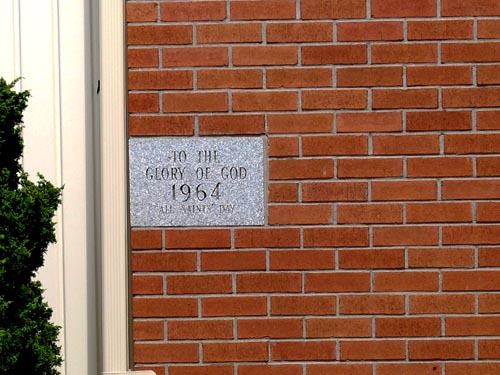 TO THE
GLORY OF GOD
1964
ALL SAINTS' DAY